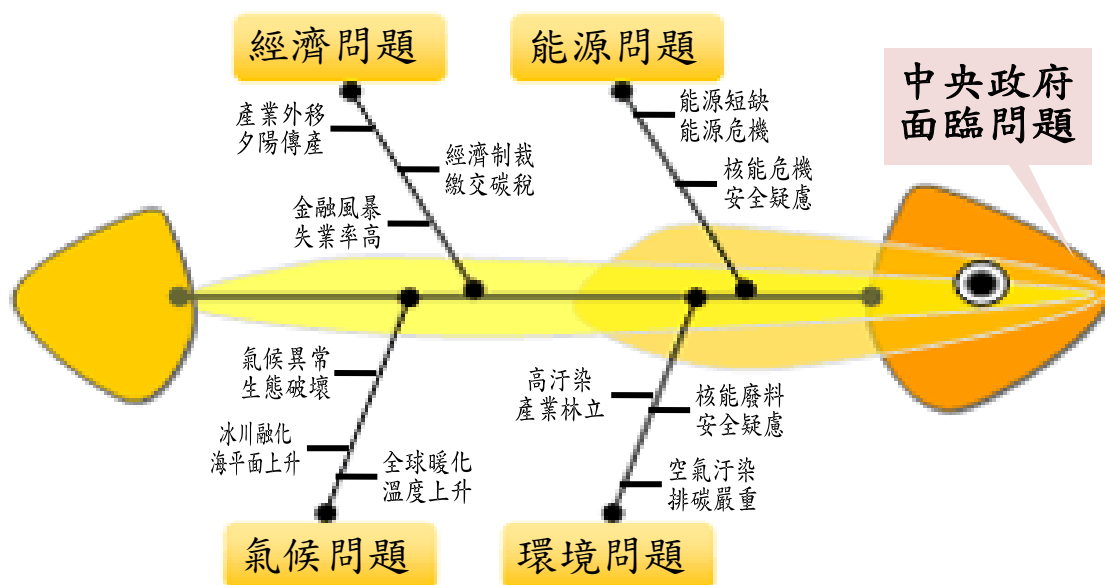 經濟問題
能源問題
中央政府
面臨問題
產業外移
夕陽傳產
經濟制裁
繳交碳稅
金融風暴
失業率高
能源短缺
能源危機
核能危機
安全疑慮
氣候異常
生態破壞
冰川融化
海平面上升
全球暖化
溫度上升
高汙染
產業林立
核能廢料
安全疑慮
空氣汙染
排碳嚴重
氣候問題
環境問題